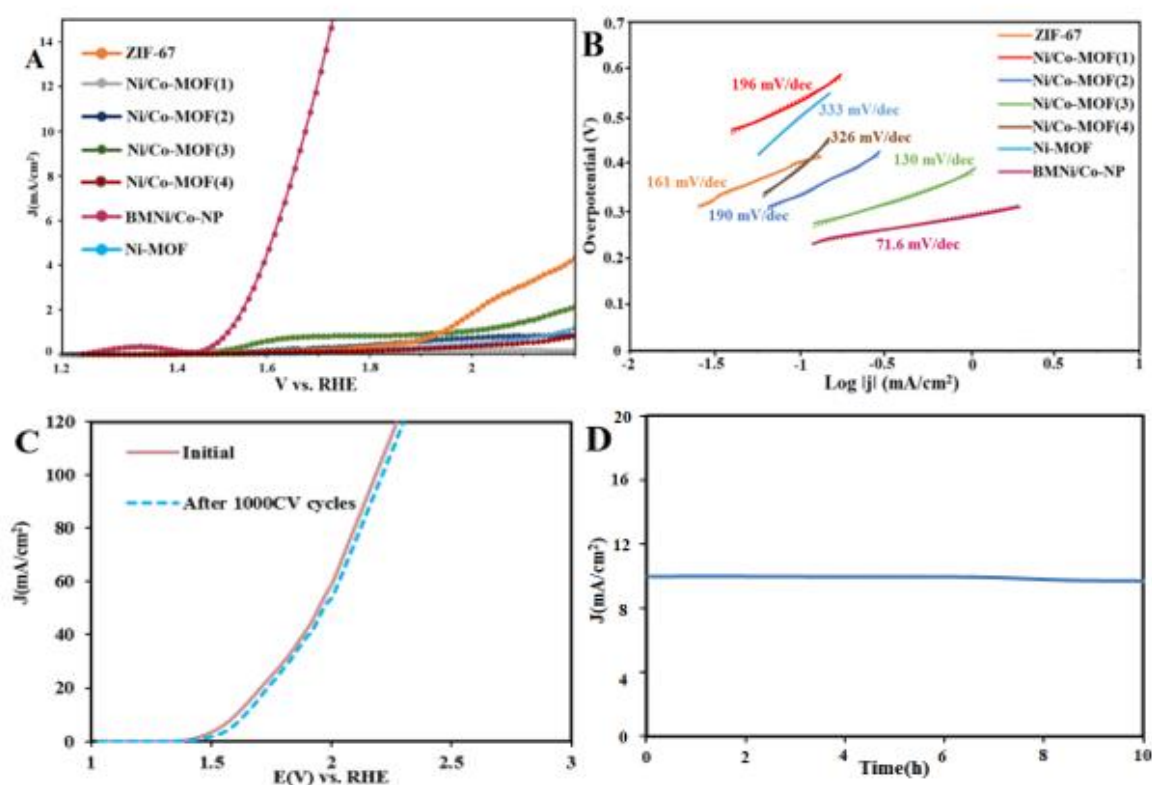 A
J(mA/cm²)
14
12
10
8
6
4
2
0
1.2
1.4
1.6
1.8
2
V vs. RHE
ZIF-67
Ni/Co-MOF(1)
Ni/Co-MOF(2)
Ni/Co-MOF(3)
Ni/Co-MOF(4)
BMNi/Co-NP
Ni-MOF
B
Overpotential (V)
0.7
0.6
0.5
0.4
0.3
0.2
0.1
0
-2
-1.5
-1
-0.5
0
0.5
1
Log |j| (mA/cm²)
196 mV/dec
333 mV/dec
326 mV/dec
161 mV/dec
190 mV/dec
130 mV/dec
71.6 mV/dec
ZIF-67
Ni/Co-MOF(1)
Ni/Co-MOF(2)
Ni/Co-MOF(3)
Ni/Co-MOF(4)
Ni-MOF
BMNi/Co-NP
C
J(mA/cm²)
120
100
80
60
40
20
0
1
1.5
2
2.5
3
E(V) vs. RHE
Initial
After 1000CV cycles
D
J(mA/cm²)
20
16
12
8
4
0
0
2
4
6
8
10
Time(h)